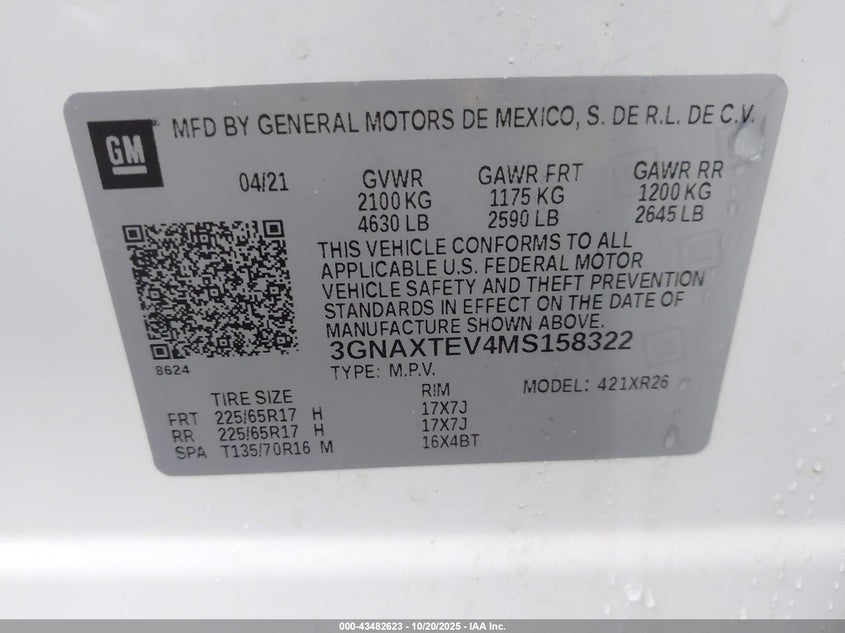 GM
MFD BY GENERAL MOTORS DE MEXICO, S. DE R.L. DE C.V.
04/21 GVWR GAWR FRT GAWR RR
2100 KG 1175 KG 1200 KG
4630 LB 2590 LB 2645 LB
THIS VEHICLE CONFORMS TO ALL
APPLICABLE U.S. FEDERAL MOTOR
VEHICLE SAFETY AND THEFT PREVENTION
STANDARDS IN EFFECT ON THE DATE OF
MANUFACTURE SHOWN ABOVE.
8624
3GNAXTEV4MS158322
TYPE: M.P.V. MODEL: 421XR26
TIRE SIZE RIM
FRT 225/65R17 H 17X7J
RR 225/65R17 H 17X7J
SPA T135/70R16 M 16X4BT
000-43482623 - 10/20/2025 - IAA Inc.